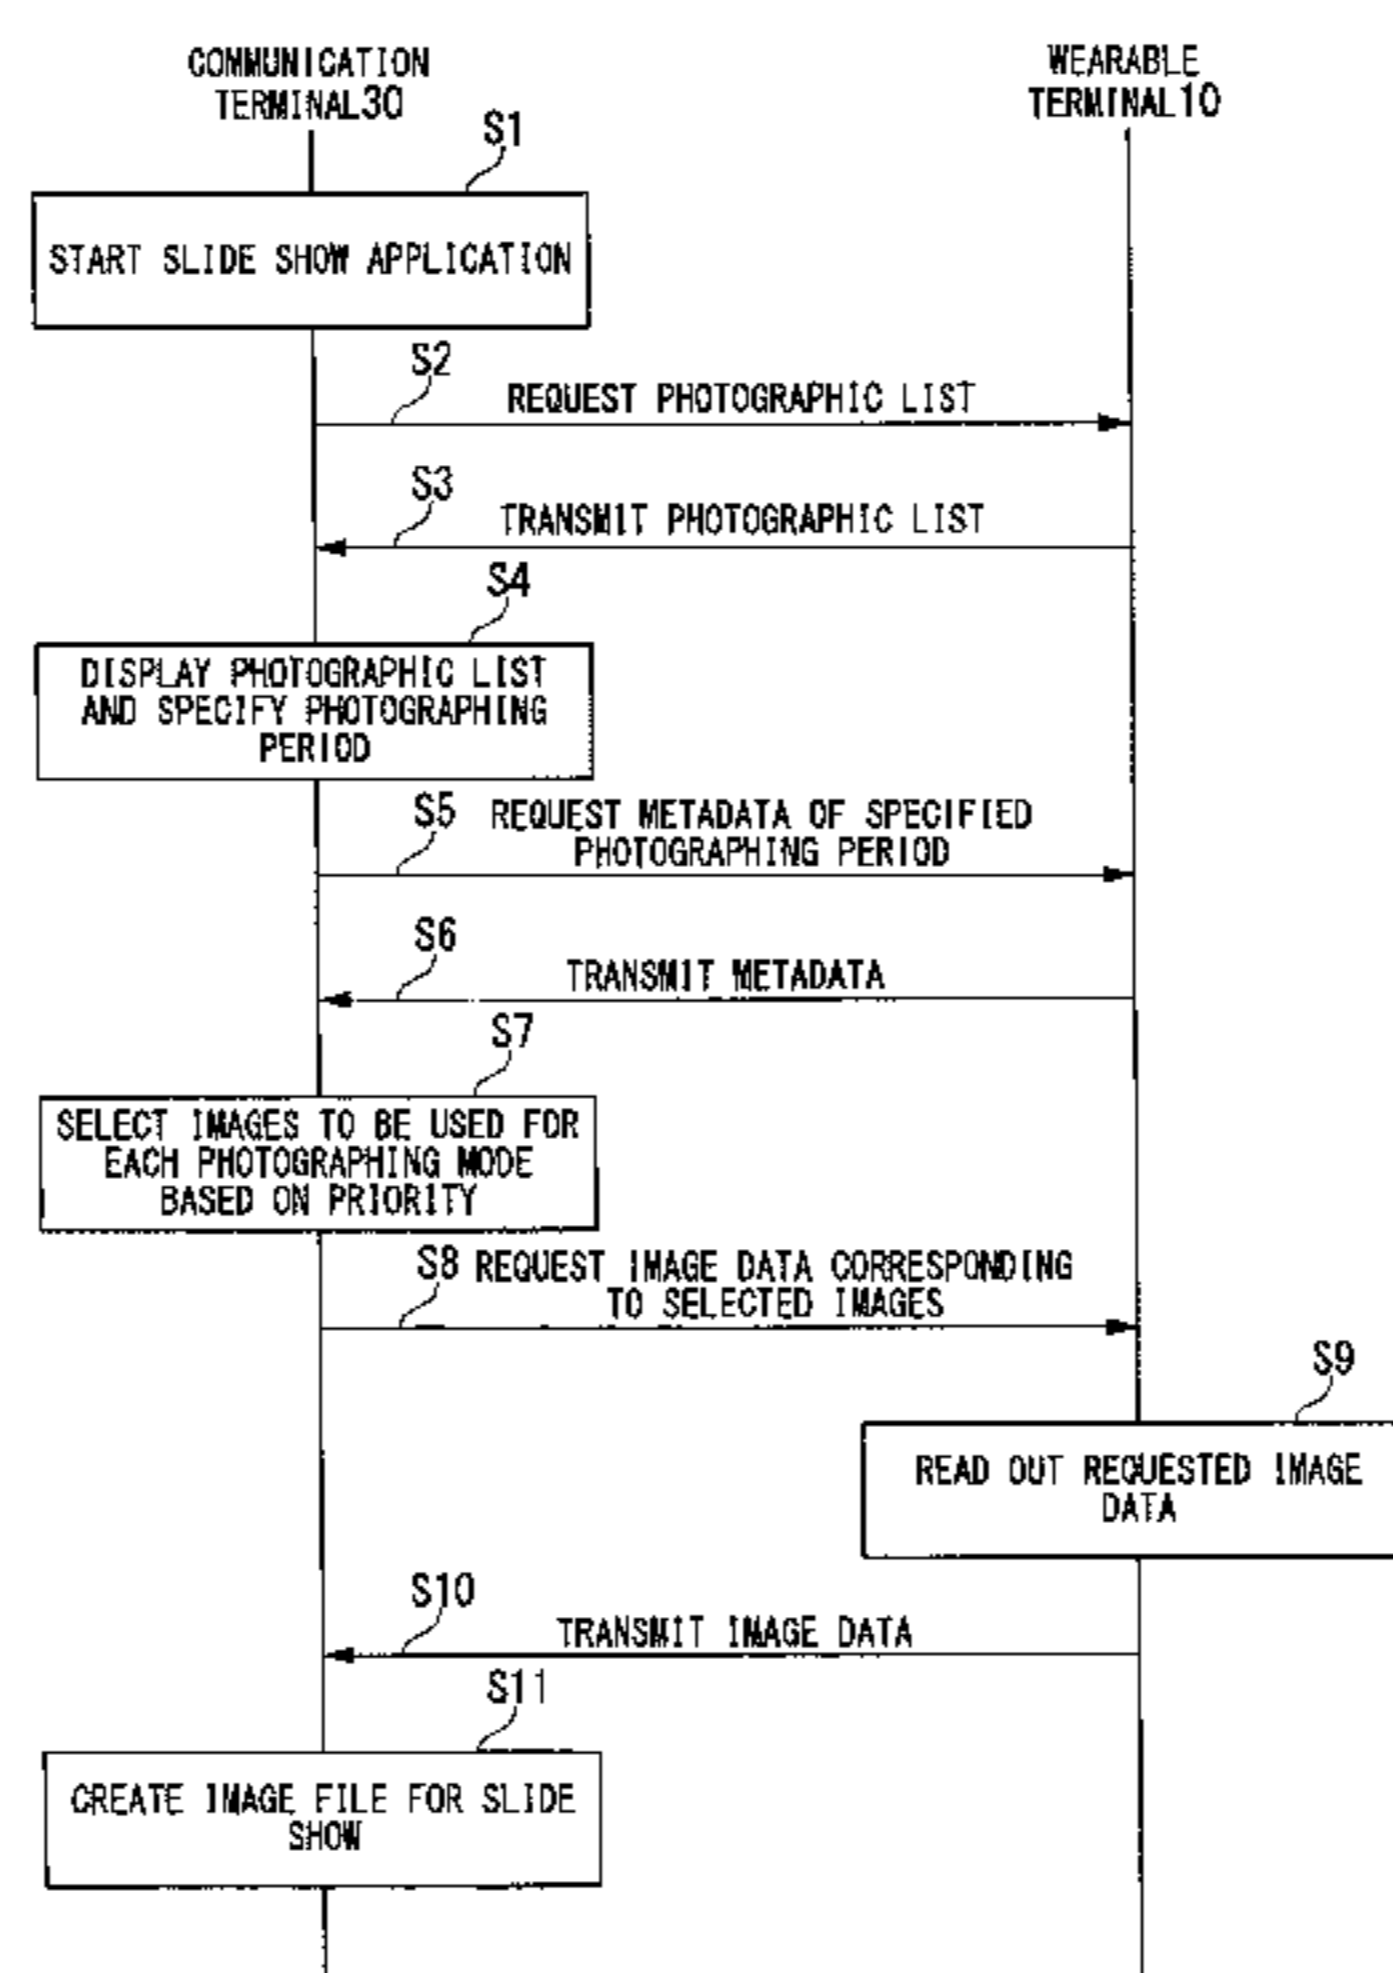 COMMUNICATION
TERMINAL30
WEARABLE
TERMINAL10
S1
START SLIDE SHOW APPLICATION
S2
REQUEST PHOTOGRAPHIC LIST
S3
TRANSMIT PHOTOGRAPHIC LIST
S4
DISPLAY PHOTOGRAPHIC LIST
AND SPECIFY PHOTOGRAPHING
PERIOD
S5
REQUEST METADATA OF SPECIFIED
PHOTOGRAPHING PERIOD
S6
TRANSMIT METADATA
S7
SELECT IMAGES TO BE USED FOR
EACH PHOTOGRAPHING MODE
BASED ON PRIORITY
S8
REQUEST IMAGE DATA CORRESPONDING
TO SELECTED IMAGES
S9
READ OUT REQUESTED IMAGE
DATA
S10
TRANSMIT IMAGE DATA
S11
CREATE IMAGE FILE FOR SLIDE
SHOW